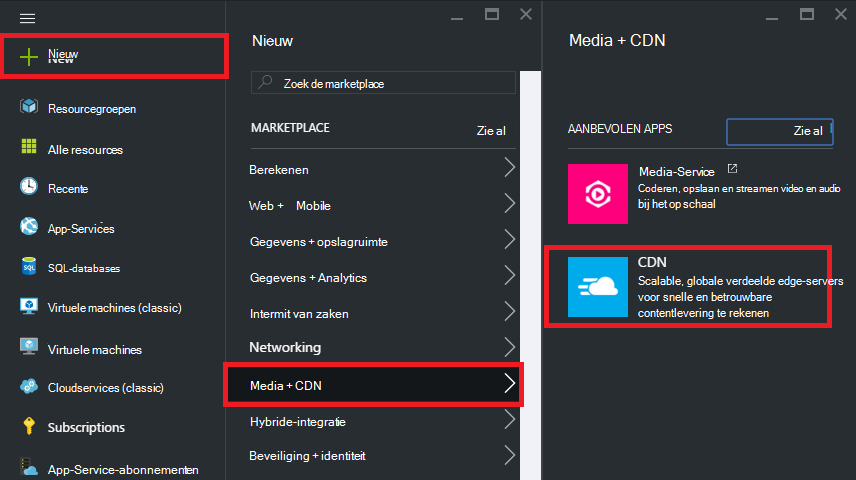 Nieuw
New
Resourcegroepen
Alle resources
Recente
App-Services
SQL
SQL-databases
Virtuele machines (classic)
Virtuele machines
Cloudservices (classic)
Subscriptions
App-Service-abonnementen
Nieuw
Zoek de marketplace
MARKETPLACE
Zie al
Berekenen
Web + Mobile
Gegevens + opslagruimte
Gegevens + Analytics
Intermit van zaken
Networking
Media + CDN
Hybride-integratie
Beveiliging + identiteit
Media + CDN
AANBEVOLEN APPS
Zie al
Media-Service
Coderen, opslaan en streamen video en audio
bij het op schaal
CDN
Scalable, globale verdeelde edge-servers
voor snelle en betrouwbare
contentlevering te rekenen